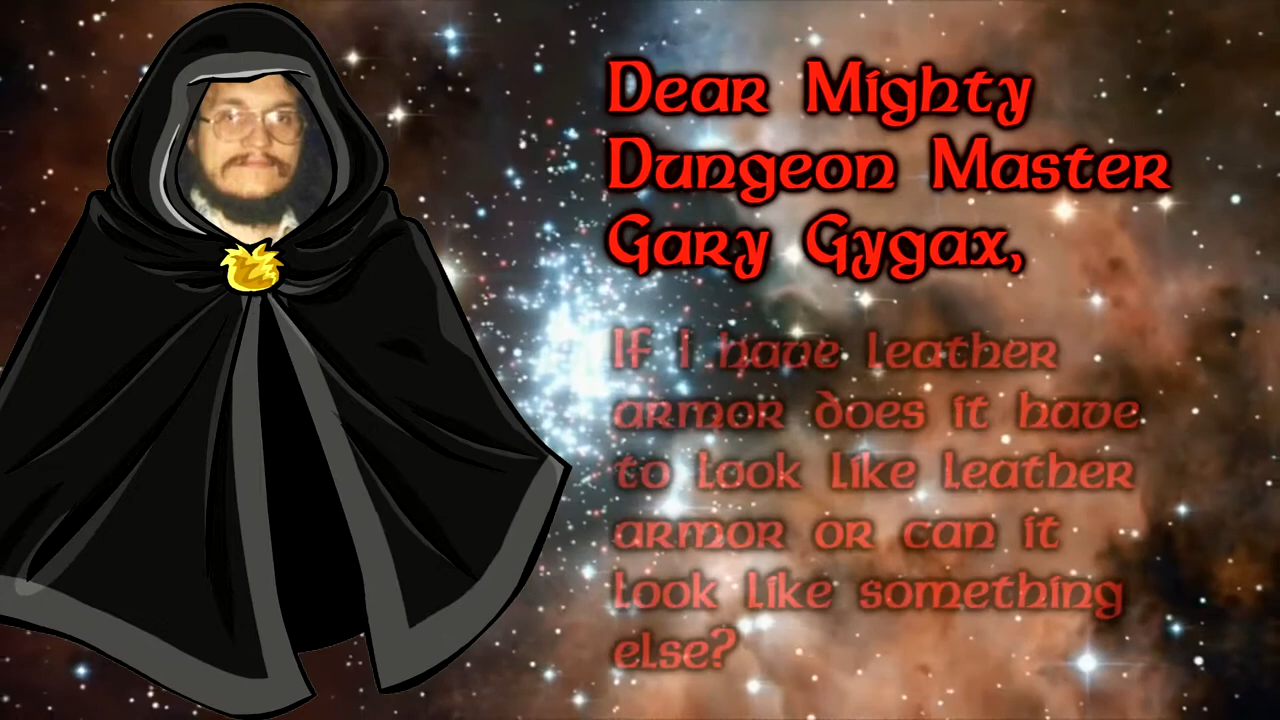 Dear Mighty
Dungeon Master
Gary Gygax,
If I have leather
armor does it have
to look like leather
armor or can it
look like something
else?